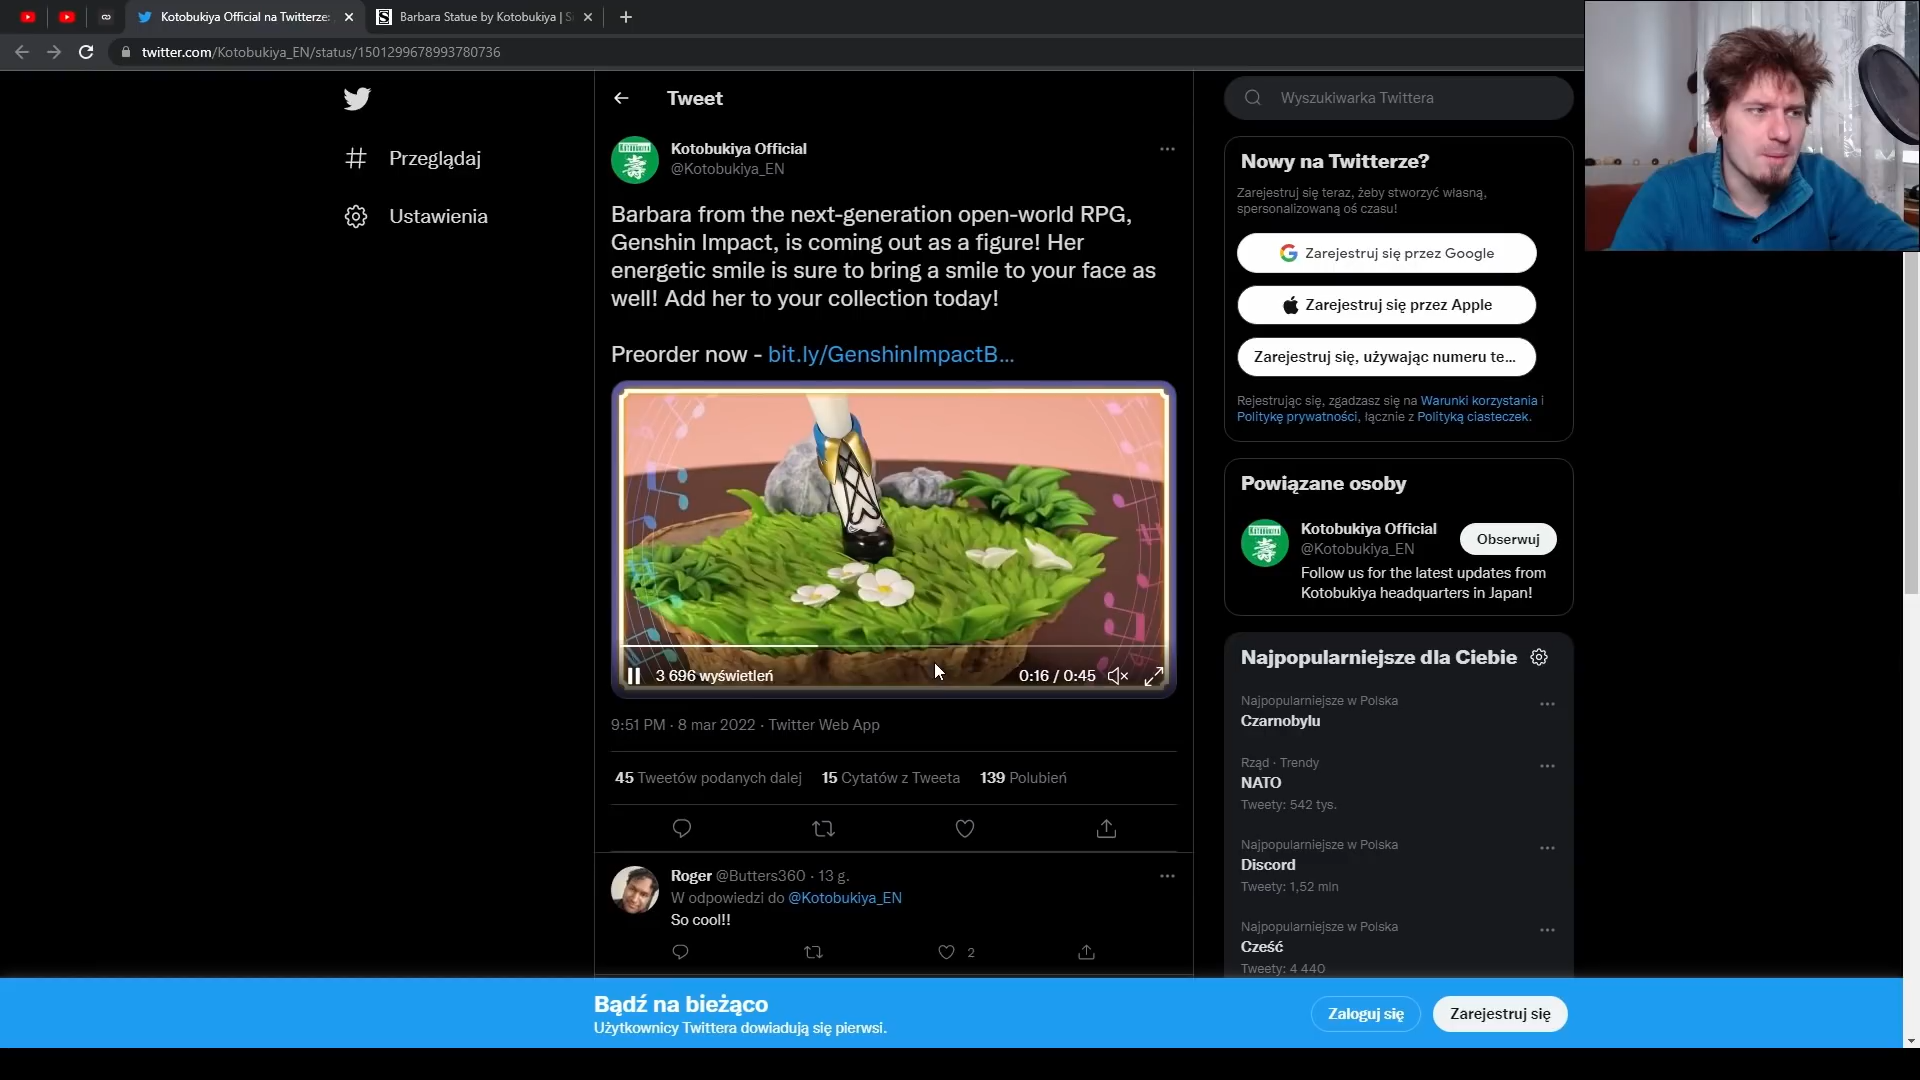 Kotobukiya Official na Twitterze:
Barbara Statue by Kotobukiya |
twitter.com/Kotobukiya_EN/status/1501299678993780736
Przeglądaj
Ustawienia
Tweet
Kotobukiya Official
@Kotobukiya_EN
Barbara from the next-generation open-world RPG,
Genshin Impact, is coming out as a figure! Her
energetic smile is sure to bring a smile to your face as
well! Add her to your collection today!
Preorder now - bit.ly/GenshinImpactB...
3 696 wyświetleń
0:16 / 0:45
9:51 PM · 8 mar 2022 · Twitter Web App
45 Tweetów podanych dalej 15 Cytatów z Tweeta 139 Polubień
Roger @Butters360 · 13 g.
W odpowiedzi do @Kotobukiya_EN
So cool!!
2
Wyszukiwarka Twittera
Nowy na Twitterze?
Zarejestruj się teraz, żeby stworzyć własną,
spersonalizowaną oś czasu!
Zarejestruj się przez Google
Zarejestruj się przez Apple
Zarejestruj się, używając numeru te...
Rejestrując się, zgadzasz się na Warunki korzystania i
Politykę prywatności, łącznie z Polityką ciasteczek.
Powiązane osoby
KOTOBUKIYA
壽
Kotobukiya Official
@Kotobukiya_EN
Obserwuj
Follow us for the latest updates from
Kotobukiya headquarters in Japan!
Najpopularniejsze dla Ciebie
Najpopularniejsze w Polska
Czarnobylu
Rząd · Trendy
NATO
Tweety: 542 tys.
Najpopularniejsze w Polska
Discord
Tweety: 1,52 mln
Najpopularniejsze w Polska
Cześć
Tweety: 4 440
Bądź na bieżąco
Użytkownicy Twittera dowiadują się pierwsi.
Zaloguj się
Zarejestruj się